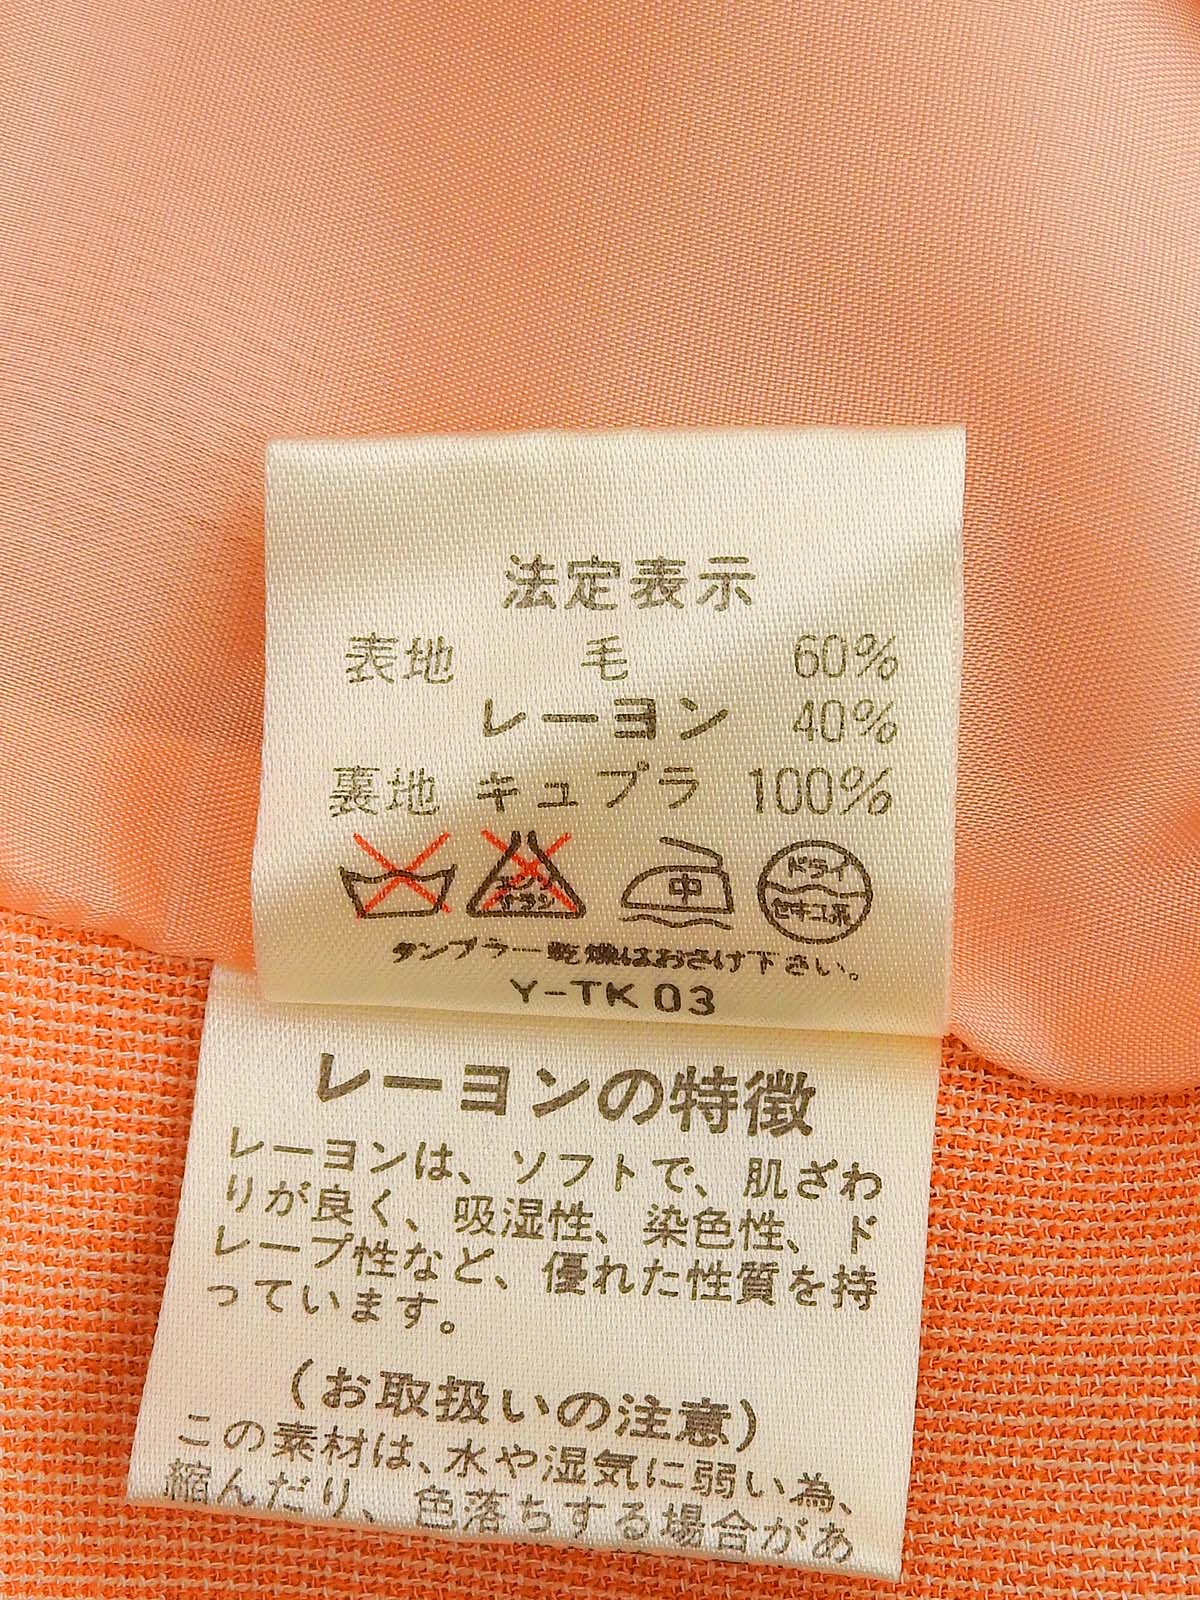 法定表示
表地 毛 60%
レーヨン 40%
裏地 キュプラ 100%
エンソ
サラシ
中
ドライ
セキユ系
タンブラー乾燥はおさけ下さい。
Y-TK 03
レーヨンの特徴
レーヨンは、ソフトで、肌ざわ
りが良く、吸湿性、染色性、ド
レープ性など、優れた性質を持
っています。
(お取扱いの注意)
この素材は、水や湿気に弱い為、
縮んだり、色落ちする場合があ